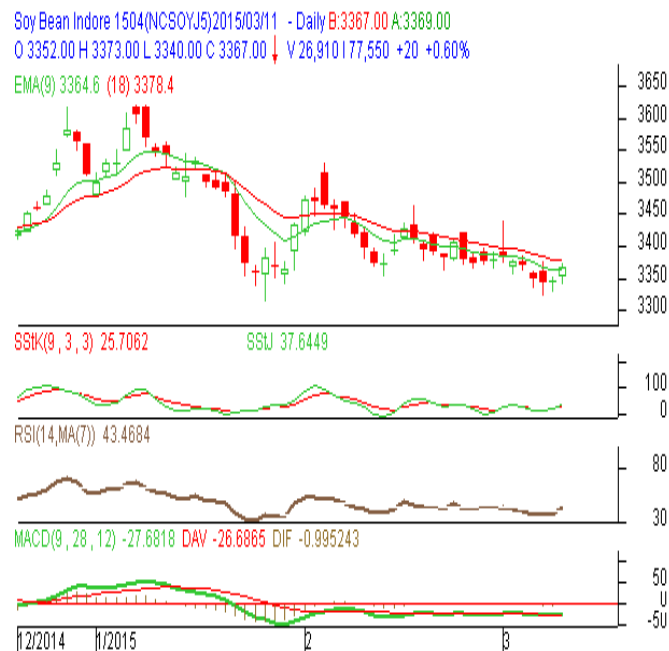 Soy Bean Indore 1504(NCSOYJ5)2015/03/11 - Daily B:3367.00 A:3369.00
O 3352.00 H 3373.00 L 3340.00 C 3367.00 V 26,910 I 77,550 +20 +0.60%
EMA(9) 3364.6 (18) 3378.4
3650
3600
3550
3500
3450
3400
3350
3300
SStK(9 , 3 , 3) 25.7062 SStJ 37.6449
100
0
RSI(14,MA(7)) 43.4684
80
30
MACD(9 , 28 , 12) -27.6818 DAV -26.6865 DIF -0.995243
50
0
-50
12/2014 1/2015 2 3